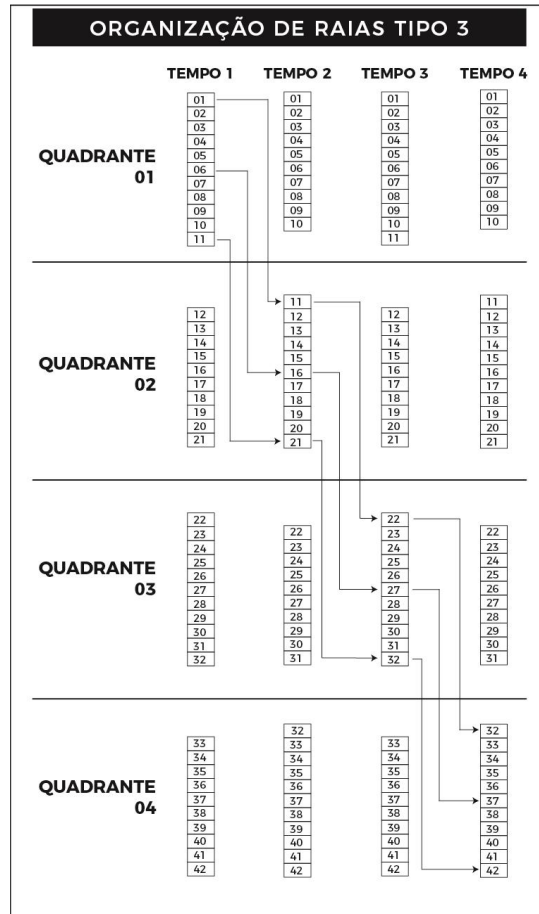 ORGANIZAÇÃO DE RAIAS TIPO 3
TEMPO 1 TEMPO 2 TEMPO 3 TEMPO 4
QUADRANTE
01
01 01 01 01
02 02 02 02
03 03 03 03
04 04 04 04
05 05 05 05
06 06 06 06
07 07 07 07
08 08 08 08
09 09 09 09
10 10 10 10
11 11
QUADRANTE
02
11 11
12 12 12 12
13 13 13 13
14 14 14 14
15 15 15 15
16 16 16 16
17 17 17 17
18 18 18 18
19 19 19 19
20 20 20 20
21 21 21 21
QUADRANTE
03
22 22 22 22
23 23 23 23
24 24 24 24
25 25 25 25
26 26 26 26
27 27 27 27
28 28 28 28
29 29 29 29
30 30 30 30
31 31 31 31
32 32
QUADRANTE
04
32 32
33 33 33 33
34 34 34 34
35 35 35 35
36 36 36 36
37 37 37 37
38 38 38 38
39 39 39 39
40 40 40 40
41 41 41 41
42 42 42 42